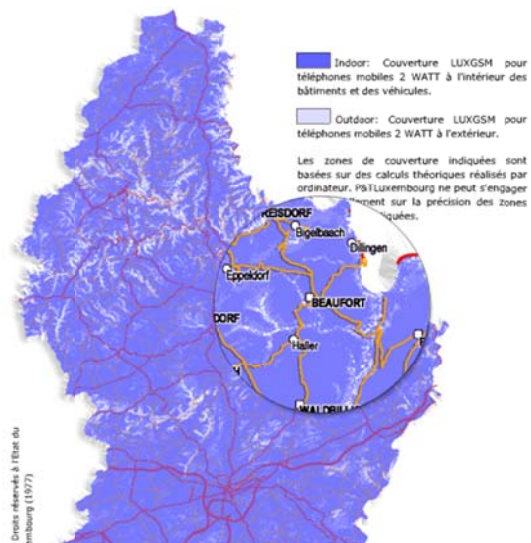 Indoor: Couverture LUXGSM pour
téléphones mobiles 2 WATT à l'intérieur des
bâtiments et des véhicules.
Outdoor: Couverture LUXGSM pour
téléphones mobiles 2 WATT à l'extérieur.
Les zones de couverture indiquées sont
basées sur des calculs théoriques réalisés par
ordinateur. P&TLuxembourg ne peut s'engager
sur la précision des zones
REISDORF
Bigelbaach
Dillingen
Eppeldorf
BEAUFORT
DORF
Haller
Droits réservés à l'Etat du
embourg (1977)